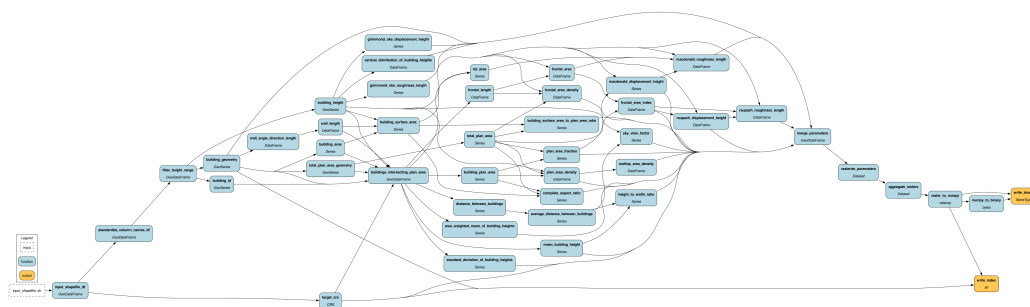 Legend
input
function
output
input_shapefile: str
input_shapefile_df
GeoDataFrame
standardise_column_names_df
GeoDataFrame
filter_height_range
GeoDataFrame
building_geometry
GeoSeries
building_id
GeoSeries
wall_angle_direction_length
DataFrame
building_height
GeoSeries
wall_length
DataFrame
building_area
Series
total_plan_area_geometry
GeoSeries
target_crs
CRS
grimmond_oke_displacement_height
Series
vertical_distribution_of_building_heights
DataFrame
grimmond_oke_roughness_length
Series
building_surface_area
Series
buildings_intersecting_plan_area
GeoDataFrame
lot_area
Series
frontal_length
DataFrame
total_plan_area
Series
building_plan_area
Series
distance_between_buildings
Series
area_weighted_mean_of_building_heights
Series
standard_deviation_of_building_heights
Series
frontal_area
DataFrame
frontal_area_density
DataFrame
building_surface_area_to_plan_area_ratio
Series
plan_area_fraction
Series
plan_area_density
DataFrame
complete_aspect_ratio
Series
average_distance_between_buildings
Series
mean_building_height
Series
macdonald_displacement_height
Series
frontal_area_index
DataFrame
sky_view_factor
Series
rooftop_area_density
DataFrame
height_to_width_ratio
Series
macdonald_roughness_length
DataFrame
raupach_displacement_height
DataFrame
raupach_roughness_length
DataFrame
merge_parameters
GeoDataFrame
rasterise_parameters
Dataset
aggregate_rasters
Dataset
raster_to_numpy
ndarray
numpy_to_binary
bytes
NoneType
write_index
str